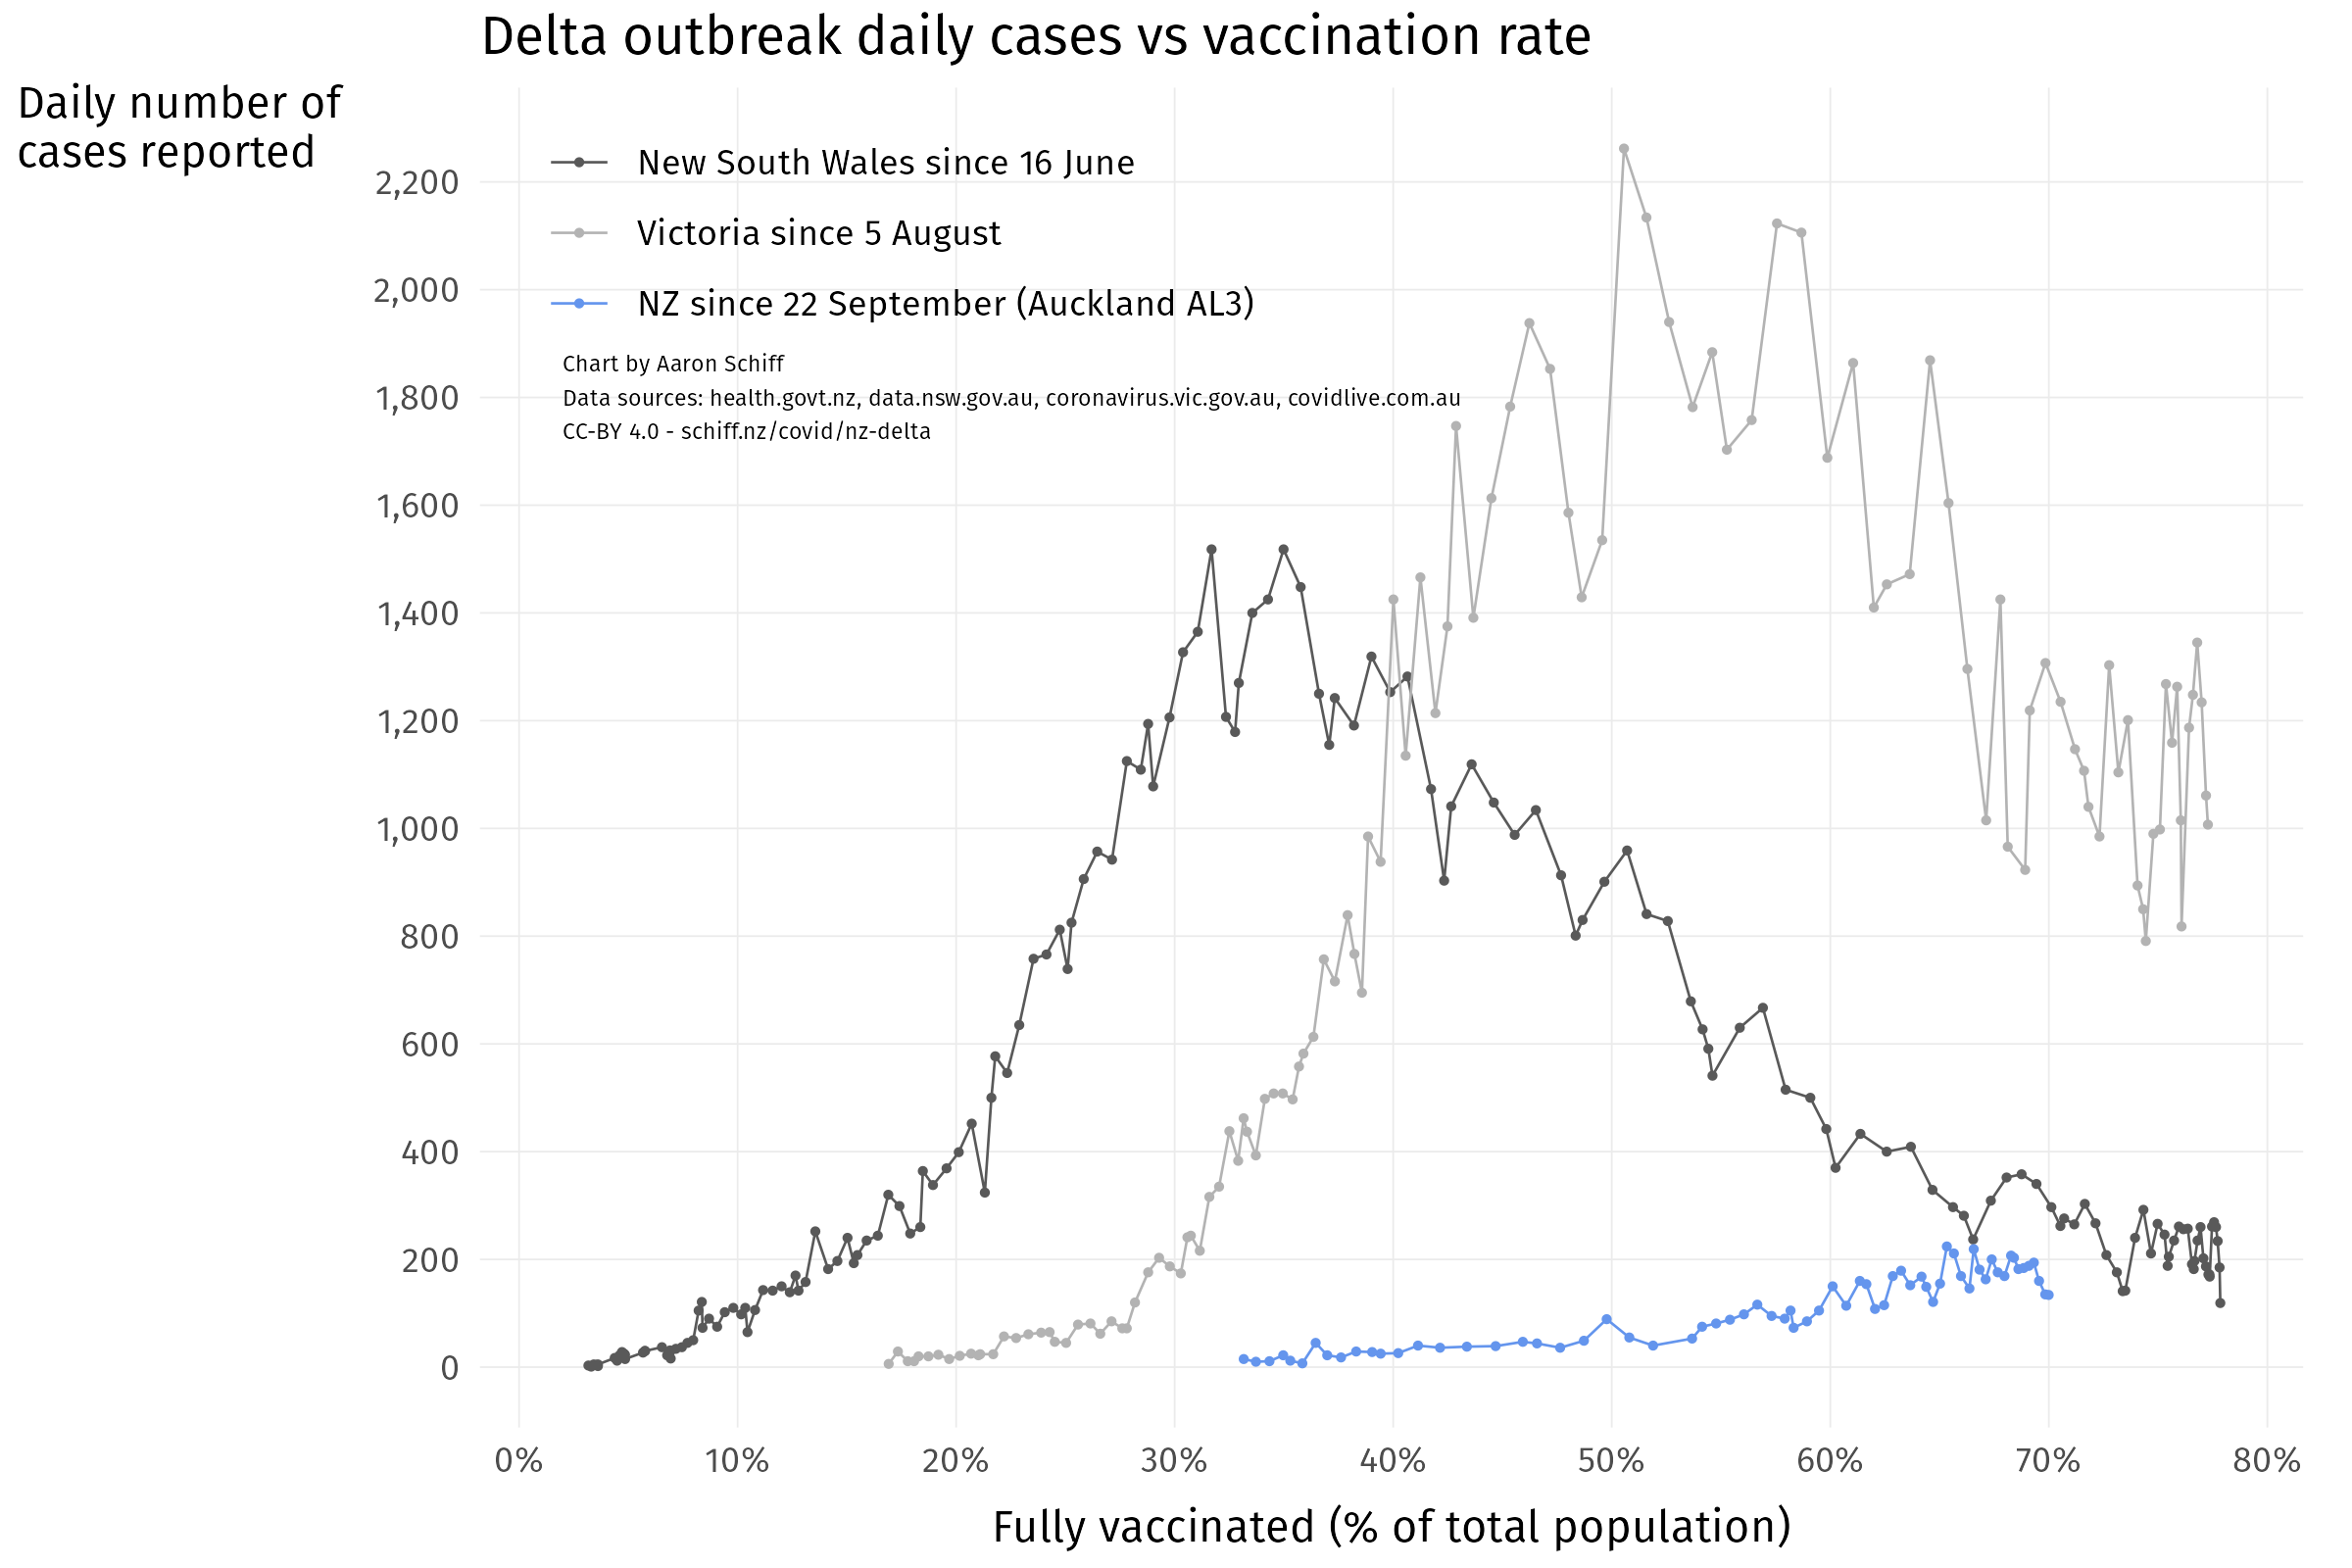 Delta outbreak daily cases vs vaccination rate
Daily number of
cases reported
New South Wales since 16 June
Victoria since 5 August
NZ since 22 September (Auckland AL3)
Chart by Aaron Schiff
Data sources: health.govt.nz, data.nsw.gov.au, coronavirus.vic.gov.au, covidlive.com.au
CC-BY 4.0 - schiff.nz/covid/nz-delta
2,200
2,000
1,800
1,600
1,400
1,200
1,000
800
600
400
200
0
0% 10% 20% 30% 40% 50% 60% 70% 80%
Fully vaccinated (% of total population)